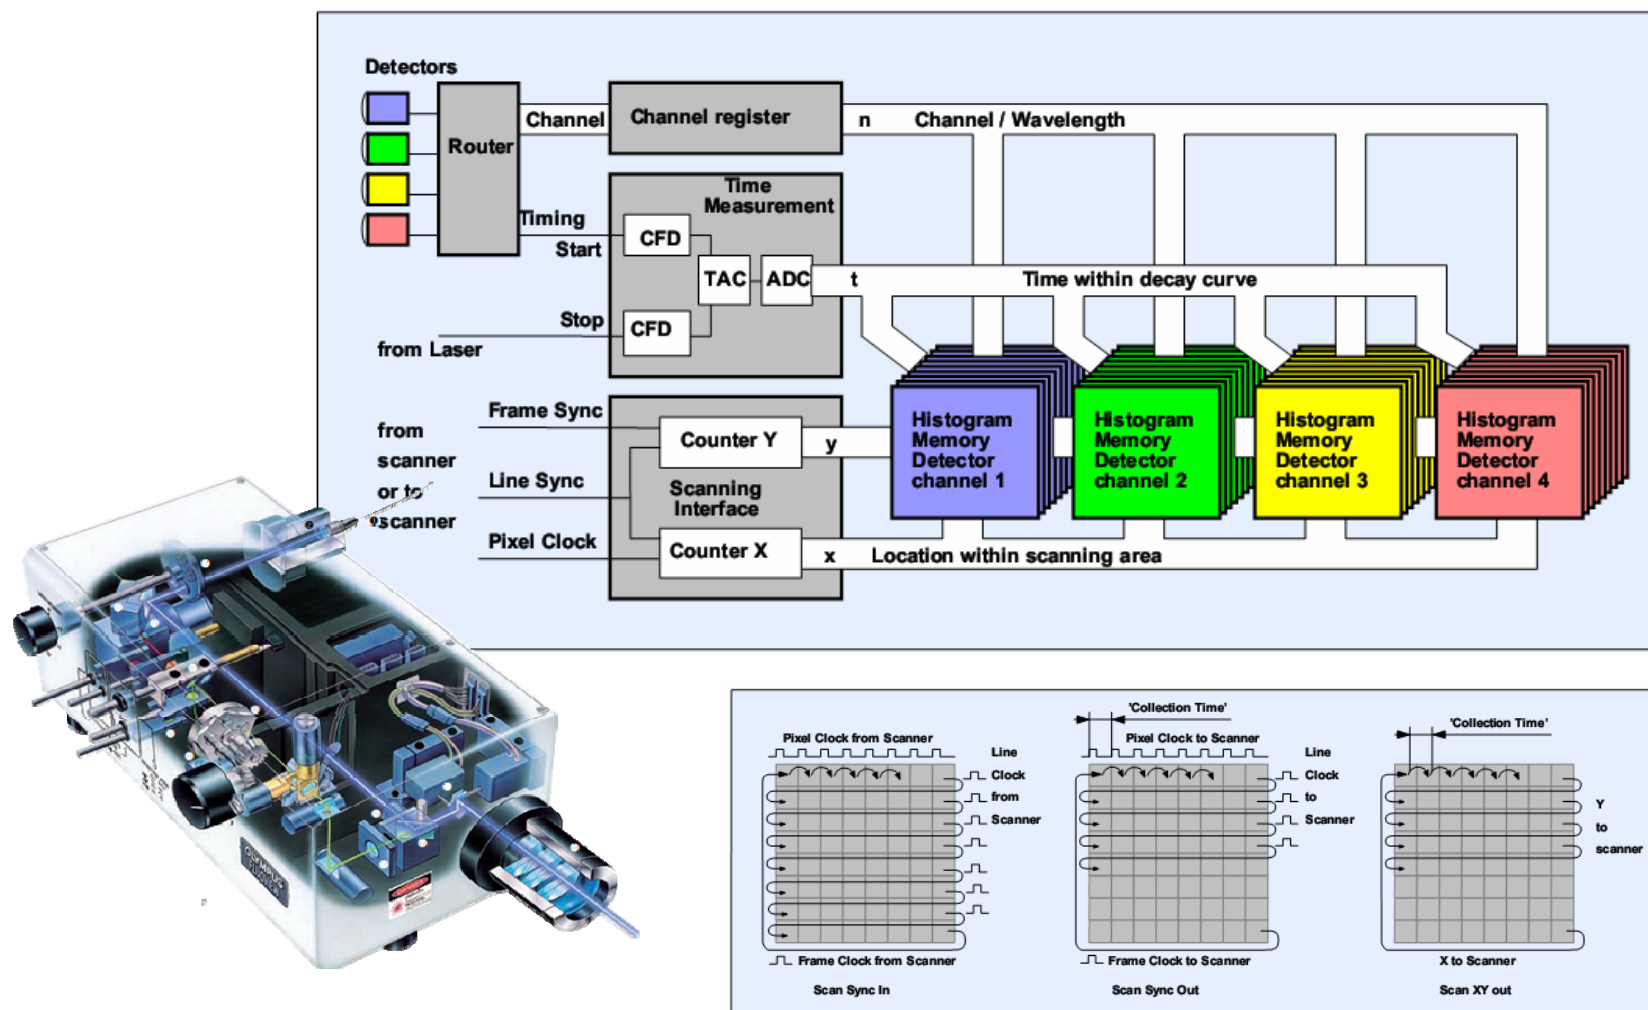 Detectors
Router
Channel
Channel register
n
Channel / Wavelength
Timing
Start
Time
Measurement
CFD
TAC
ADC
t
Time within decay curve
Stop
CFD
from Laser
Frame Sync
from
scanner
or to
scanner
Counter Y
y
Line Sync
Scanning
Interface
Pixel Clock
Counter X
x
Location within scanning area
Histogram
Memory
Detector
channel 1
Histogram
Memory
Detector
channel 2
Histogram
Memory
Detector
channel 3
Histogram
Memory
Detector
channel 4
OLYMPUS
DANGER
Pixel Clock from Scanner
Line
Clock
from
Scanner
Frame Clock from Scanner
Scan Sync In
'Collection Time'
Pixel Clock to Scanner
Line
Clock
to
Scanner
Frame Clock to Scanner
Scan Sync Out
'Collection Time'
Y
to
scanner
X to Scanner
Scan XY out